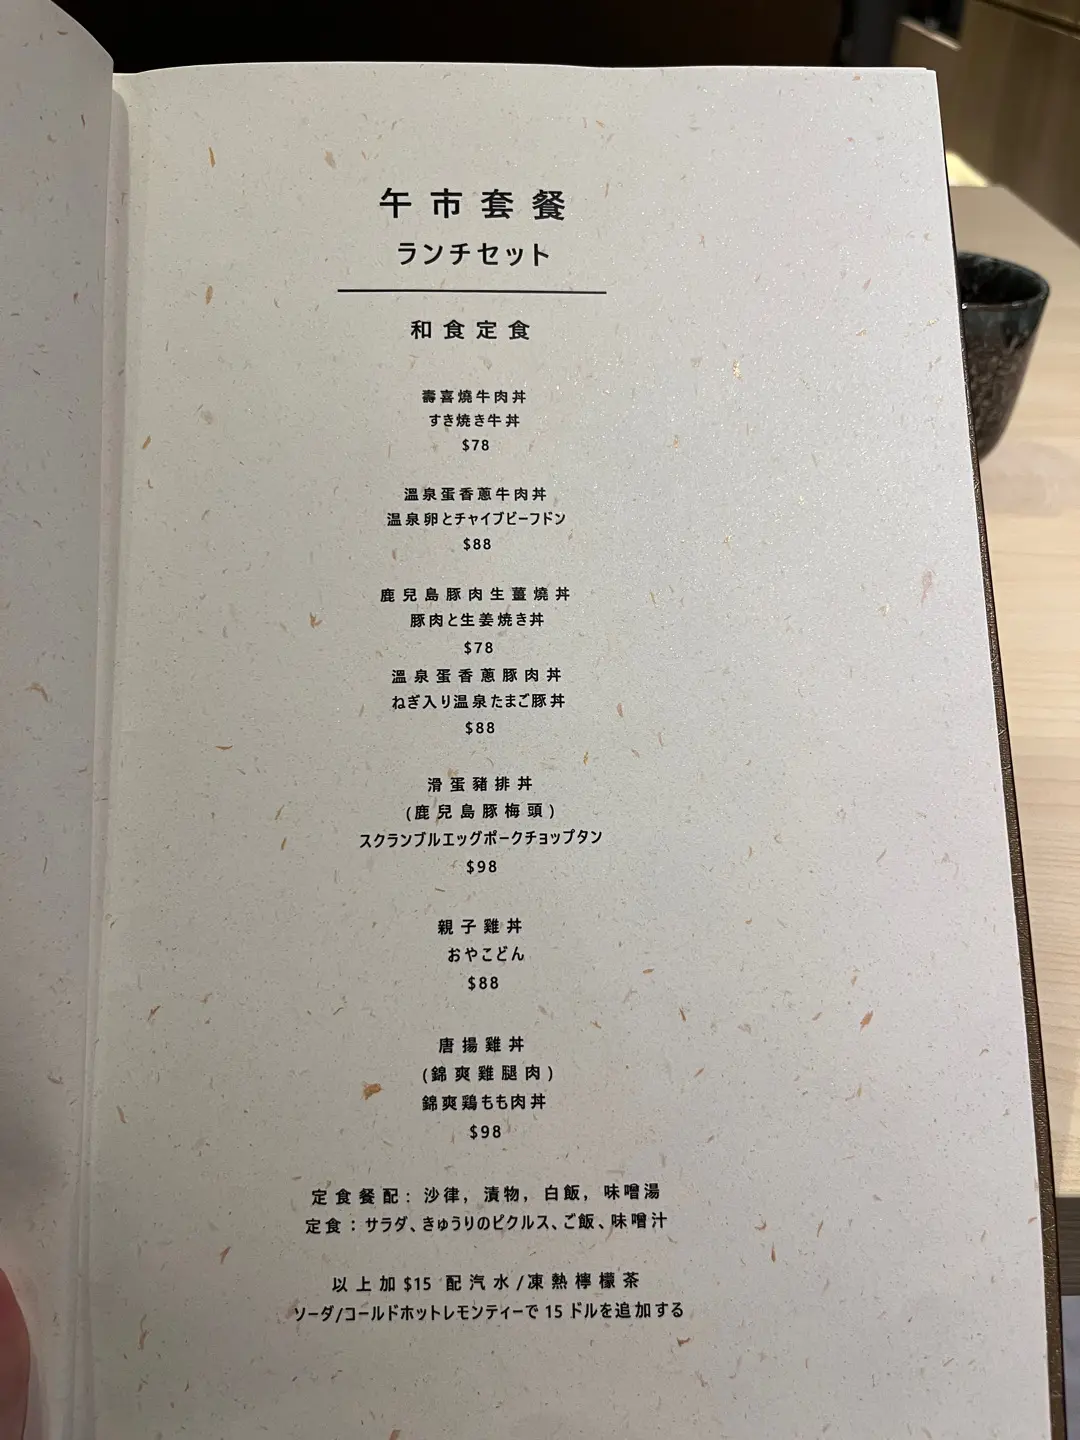 午市套餐
ランチセット
和食定食
壽喜燒牛肉丼
すき焼き牛丼
$78
溫泉蛋香蔥牛肉丼
温泉卵とチャイブビーフドン
$88
鹿兒島豚肉生薑燒丼
豚肉と生姜焼き丼
$78
溫泉蛋香蔥豚肉丼
ねぎ入り温泉たまご豚丼
$88
滑蛋豬排丼
(鹿兒島豚梅頭)
スクランブルエッグポークチョップタン
$98
親子雞丼
おやこどん
$88
唐揚雞丼
(錦爽雞腿肉)
錦爽鶏もも肉丼
$98
定食餐配: 沙律, 漬物, 白飯, 味噌湯
定食:サラダ、きゅうりのピクルス、ご飯、味噌汁
以上加 $15 配汽水/凍熱檸檬茶
ソーダ/コールドホットレモンティーで 15 ドルを追加する